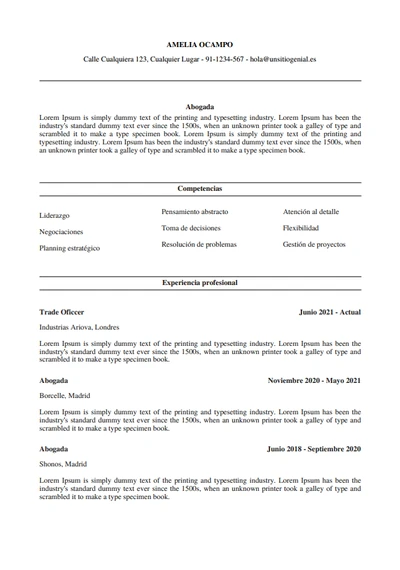 AMELIA OCAMPO
Calle Cualquiera 123, Cualquier Lugar - 91-1234-567 - hola@unsitiogenial.es
Abogada
Lorem Ipsum is simply dummy text of the printing and typesetting industry. Lorem Ipsum has been the
industry's standard dummy text ever since the 1500s, when an unknown printer took a galley of type and
scrambled it to make a type specimen book. Lorem Ipsum is simply dummy text of the printing and
typesetting industry. Lorem Ipsum has been the industry's standard dummy text ever since the 1500s, when
an unknown printer took a galley of type and scrambled it to make a type specimen book.
Competencias
Liderazgo Pensamiento abstracto Atención al detalle
Negociaciones Toma de decisiones Flexibilidad
Planning estratégico Resolución de problemas Gestión de proyectos
Experiencia profesional
Trade Oficcer Junio 2021 - Actual
Industrias Ariova, Londres
Lorem Ipsum is simply dummy text of the printing and typesetting industry. Lorem Ipsum has been the
industry's standard dummy text ever since the 1500s, when an unknown printer took a galley of type and
scrambled it to make a type specimen book.
Abogada Noviembre 2020 - Mayo 2021
Borcelle, Madrid
Lorem Ipsum is simply dummy text of the printing and typesetting industry. Lorem Ipsum has been the
industry's standard dummy text ever since the 1500s, when an unknown printer took a galley of type and
scrambled it to make a type specimen book.
Abogada Junio 2018 - Septiembre 2020
Shonos, Madrid
Lorem Ipsum is simply dummy text of the printing and typesetting industry. Lorem Ipsum has been the
industry's standard dummy text ever since the 1500s, when an unknown printer took a galley of type and
scrambled it to make a type specimen book.